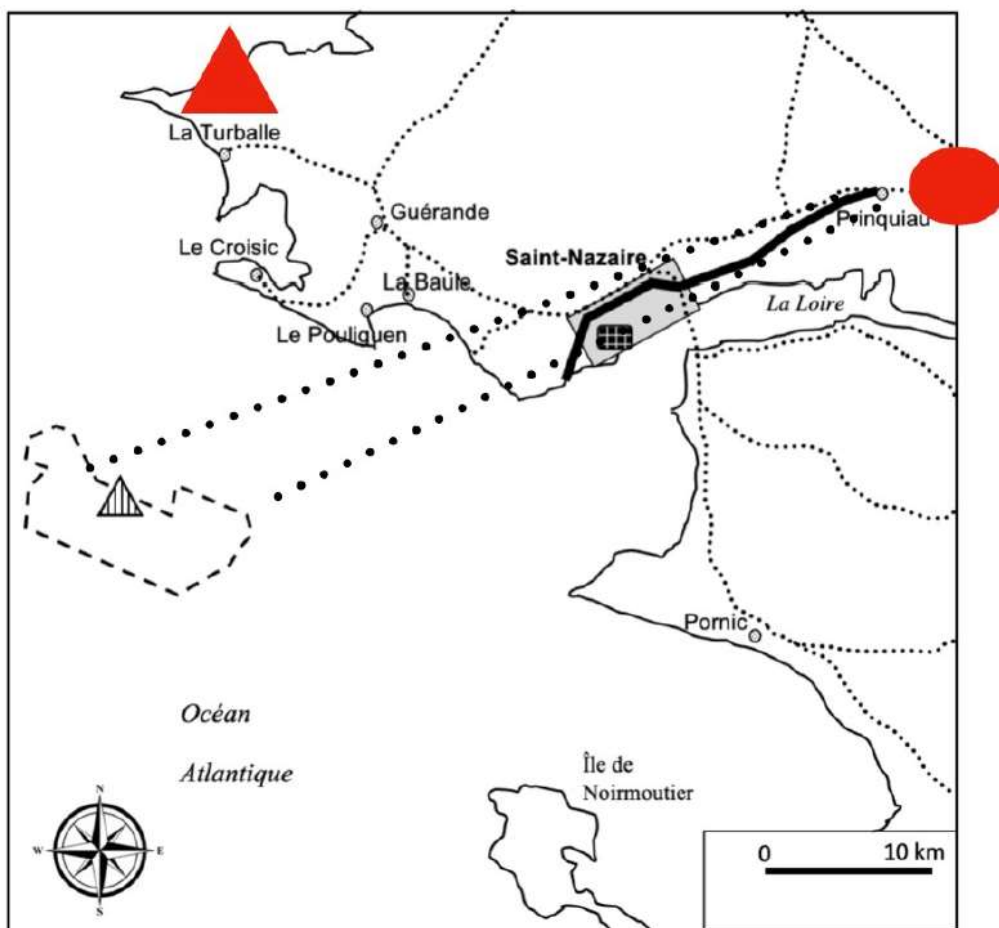 La Turballe
Guérande
Prinquiau
Le Croisic
Saint-Nazaire
La Baule
La Loire
Le Pouliguen
Pornic
Océan
Atlantique
Île de
Noirmoutier
N
W
E
S
0 10 km